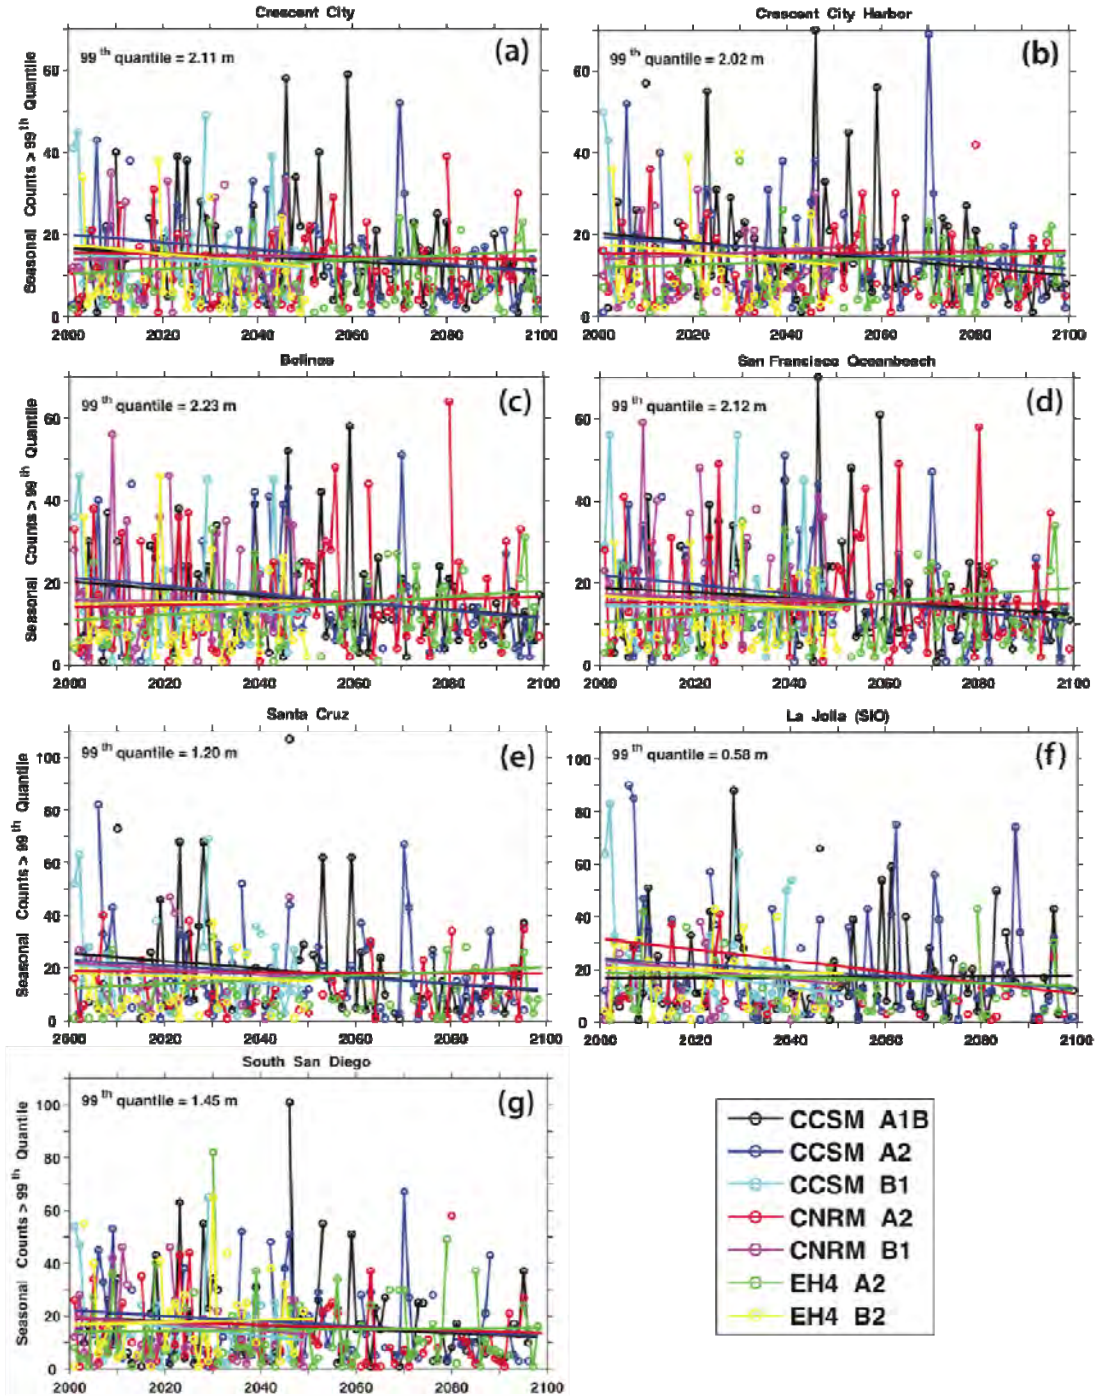 Crescent City
Crescent City Harbor
99th quantile = 2.11 m
(a)
99th quantile = 2.02 m
(b)
Seasonal Counts > 99th Quantile
60
40
20
0
60
40
20
0
2000 2020 2040 2060 2080 2100
2000 2020 2040 2060 2080 2100
Bolinas
San Francisco Oceanbeach
99th quantile = 2.23 m
(c)
99th quantile = 2.12 m
(d)
Seasonal Counts > 99th Quantile
60
40
20
0
60
40
20
0
2000 2020 2040 2060 2080 2100
2000 2020 2040 2060 2080 2100
Santa Cruz
La Jolla (SIO)
99th quantile = 1.20 m
(e)
99th quantile = 0.58 m
(f)
Seasonal Counts > 99th Quantile
100
80
60
40
20
0
100
80
60
40
20
0
2000 2020 2040 2060 2080 2100
2000 2020 2040 2060 2080 2100
South San Diego
99th quantile = 1.45 m
(g)
Seasonal Counts > 99th Quantile
100
80
60
40
20
0
2000 2020 2040 2060 2080 2100
CCSM A1B
CCSM A2
CCSM B1
CNRM A2
CNRM B1
EH4 A2
EH4 B2